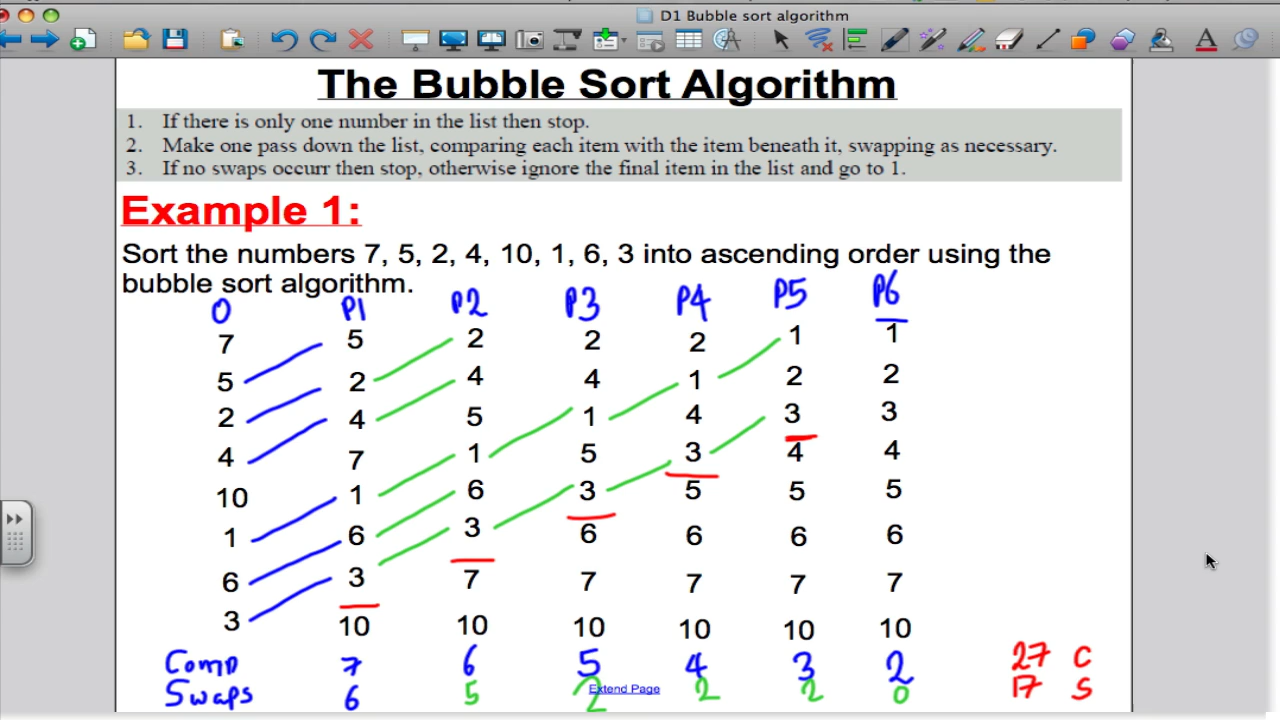 D1 Bubble sort algorithm
The Bubble Sort Algorithm
1. If there is only one number in the list then stop.
2. Make one pass down the list, comparing each item with the item beneath it, swapping as necessary.
3. If no swaps occurr then stop, otherwise ignore the final item in the list and go to 1.
Example 1:
Sort the numbers 7, 5, 2, 4, 10, 1, 6, 3 into ascending order using the
bubble sort algorithm.
O P1 P2 P3 P4 P5 P6
7 5 2 2 2 1 1
5 2 4 4 1 2 2
2 4 5 1 4 3 3
4 7 1 5 3 4 4
10 1 6 3 5 5 5
1 6 3 6 6 6 6
6 3 7 7 7 7 7
3 10 10 10 10 10 10
Comp 7 6 5 4 3 2 27 C
Swaps 6 5 2 2 2 0 17 S
Extend Page